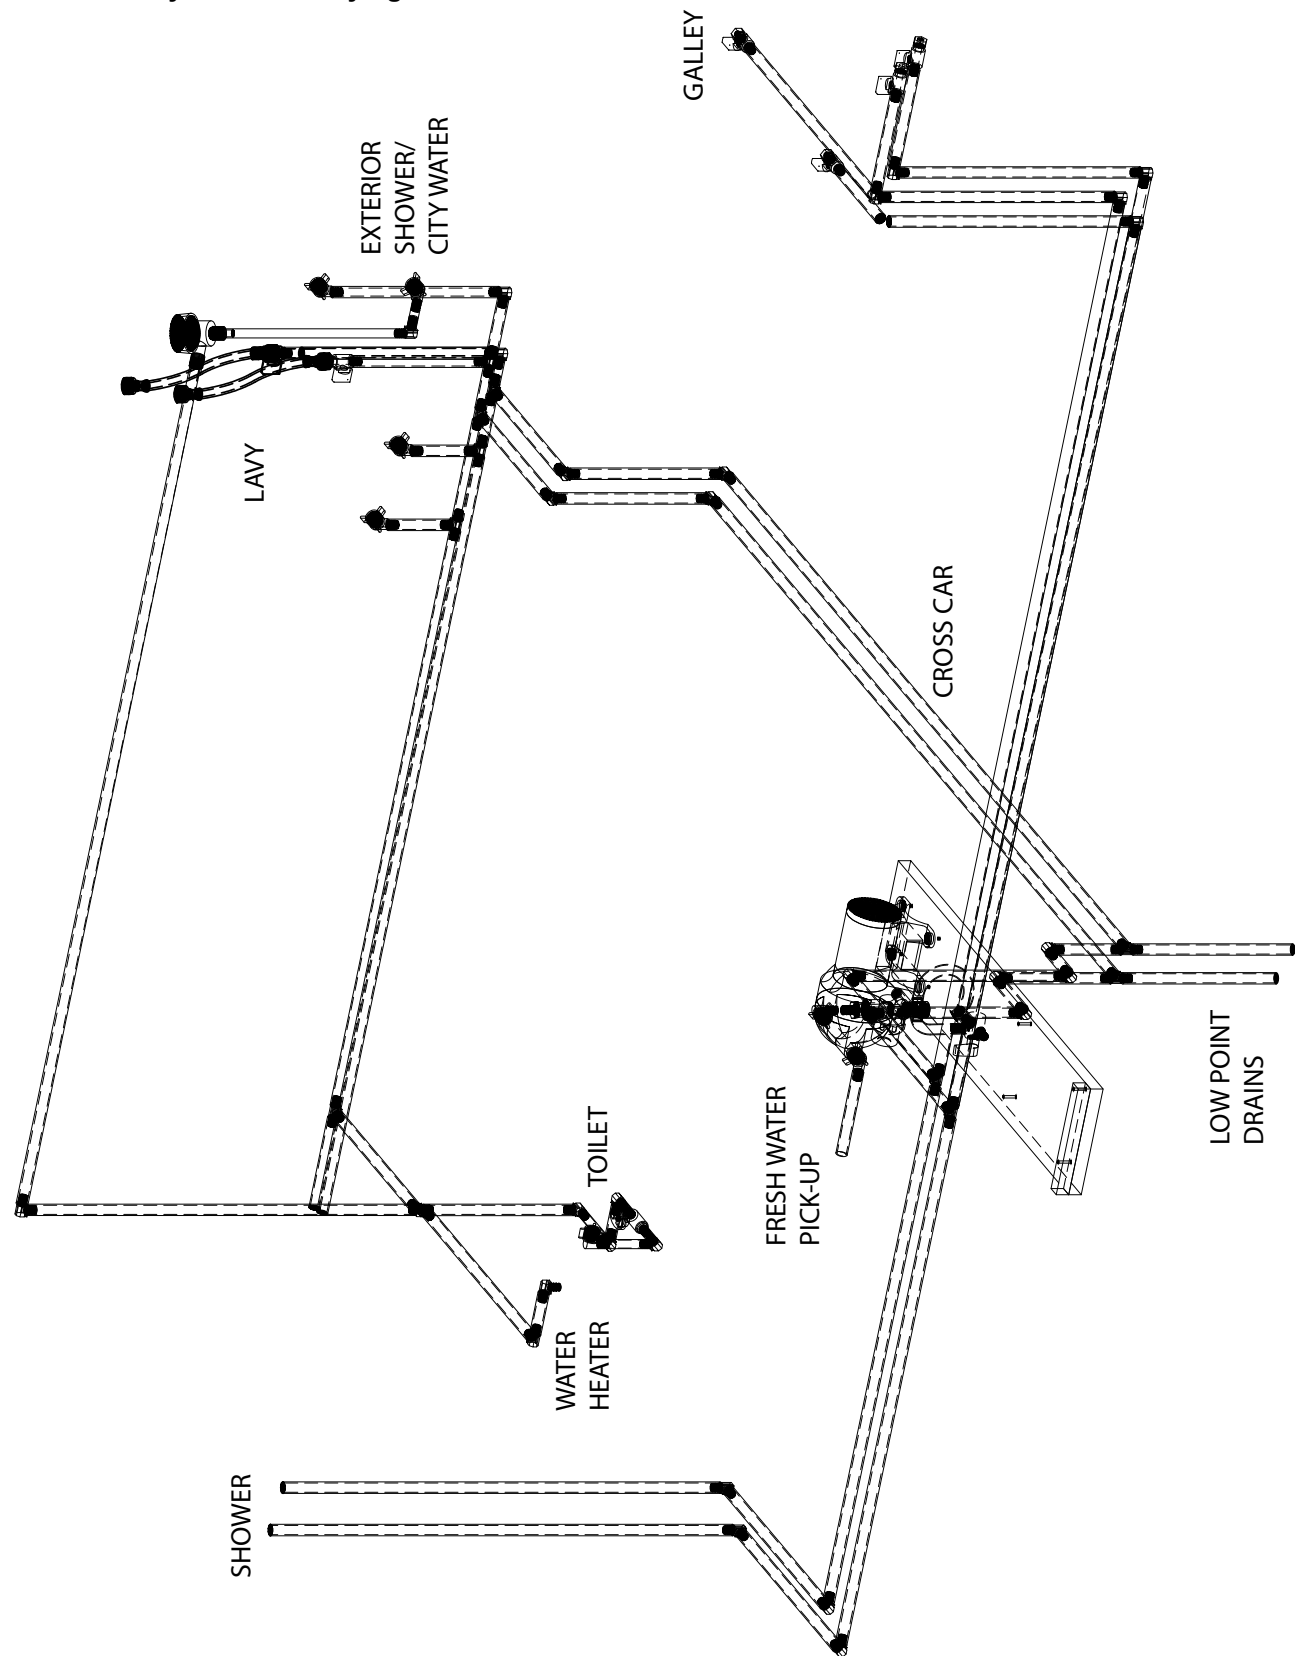 GALLEY
EXTERIOR
SHOWER/
CITY WATER
LAVY
CROSS CAR
LOW POINT
DRAINS
FRESH WATER
PICK-UP
TOILET
WATER
HEATER
SHOWER